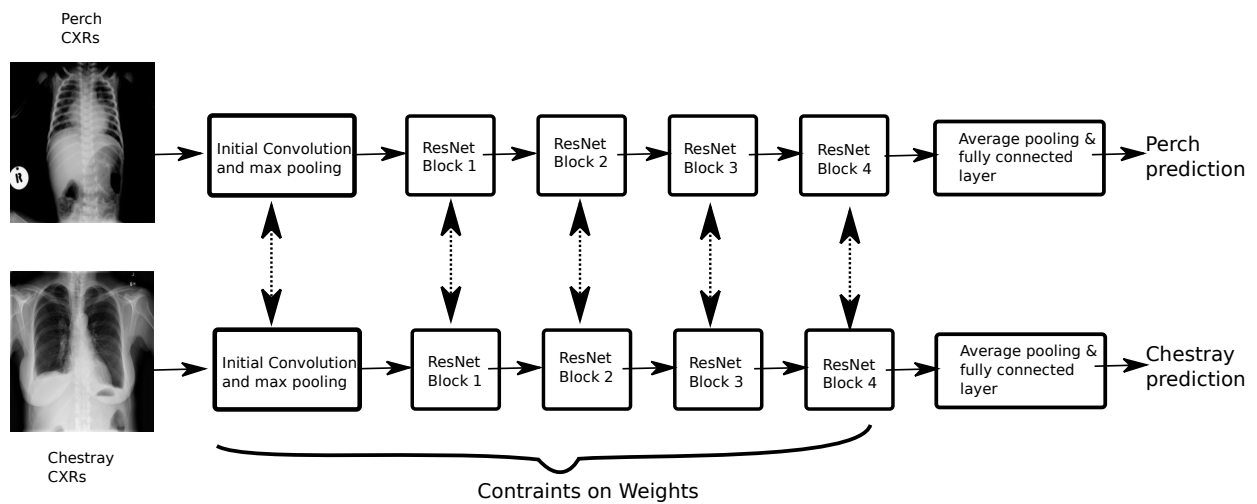 Perch
CXRs
R
Initial Convolution
and max pooling
ResNet
Block 1
ResNet
Block 2
ResNet
Block 3
ResNet
Block 4
Average pooling &
fully connected
layer
Perch
prediction
Initial Convolution
and max pooling
ResNet
Block 1
ResNet
Block 2
ResNet
Block 3
ResNet
Block 4
Average pooling &
fully connected
layer
Chestray
prediction
Chestray
CXRs
Contraints on Weights